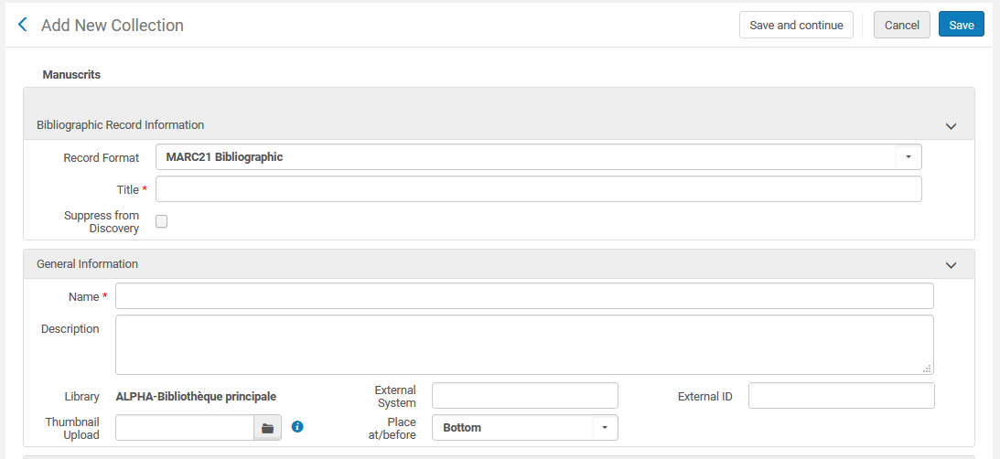 Add New Collection
Save and continue
Cancel
Save
Manuscrits
Bibliographic Record Information
Record Format
MARC21 Bibliographic
Title *
Suppress from
Discovery
General Information
Name *
Description
Library
ALPHA-Bibliothèque principale
External
System
External ID
Thumbnail
Upload
Place
at/before
Bottom